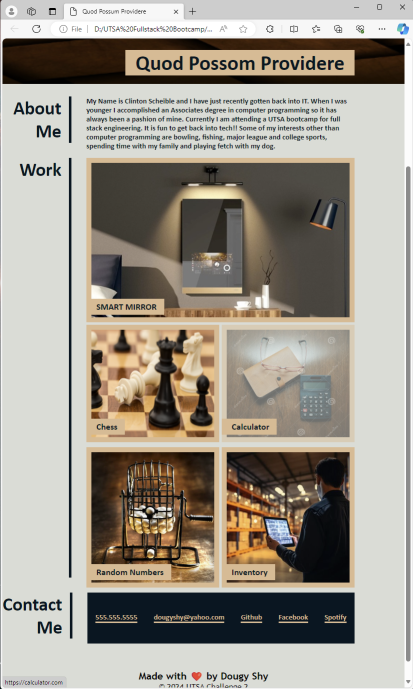 Quod Possom Providere
File
D:/UTSA%20Fullstack%20Bootcamp/...
Quod Possom Providere
About
Me
My Name is Clinton Scheible and I have just recently gotten back into IT. When I was
younger I accomplished an Associates degree in Computer Programming so it has
always been a pashion of mine. Currently I am attending a UTSA bootcamp for full
stack engineering. It is fun to get back into tech!! Some of my interests other than
computer programming are bowling, fishing, major league and college sports,
spending time with my family and playing fetch with my dog.
Work
SMART MIRROR
Chess
Calculator
Random Numbers
Inventory
Contact
Me
555.555.5555
dougyshy@yahoo.com
Github
Facebook
Spotify
Made with ❤️ by Dougy Shy
© 2024 UTSA Challenge 2
https://calculator.com